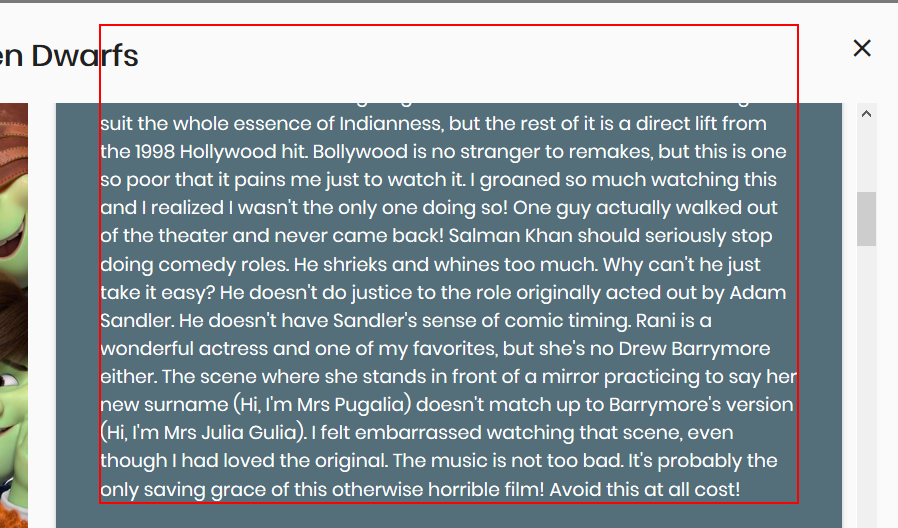 en Dwarfs
suit the whole essence of Indianness, but the rest of it is a direct lift from
the 1998 Hollywood hit. Bollywood is no stranger to remakes, but this is one
so poor that it pains me just to watch it. I groaned so much watching this
and I realized I wasn't the only one doing so! One guy actually walked out
of the theater and never came back! Salman Khan should seriously stop
doing comedy roles. He shrieks and whines too much. Why can't he just
take it easy? He doesn't do justice to the role originally acted out by Adam
Sandler. He doesn't have Sandler's sense of comic timing. Rani is a
wonderful actress and one of my favorites, but she's no Drew Barrymore
either. The scene where she stands in front of a mirror practicing to say her
new surname (Hi, I'm Mrs Pugalia) doesn't match up to Barrymore's version
(Hi, I'm Mrs Julia Gulia). I felt embarrassed watching that scene, even
though I had loved the original. The music is not too bad. It's probably the
only saving grace of this otherwise horrible film! Avoid this at all cost!